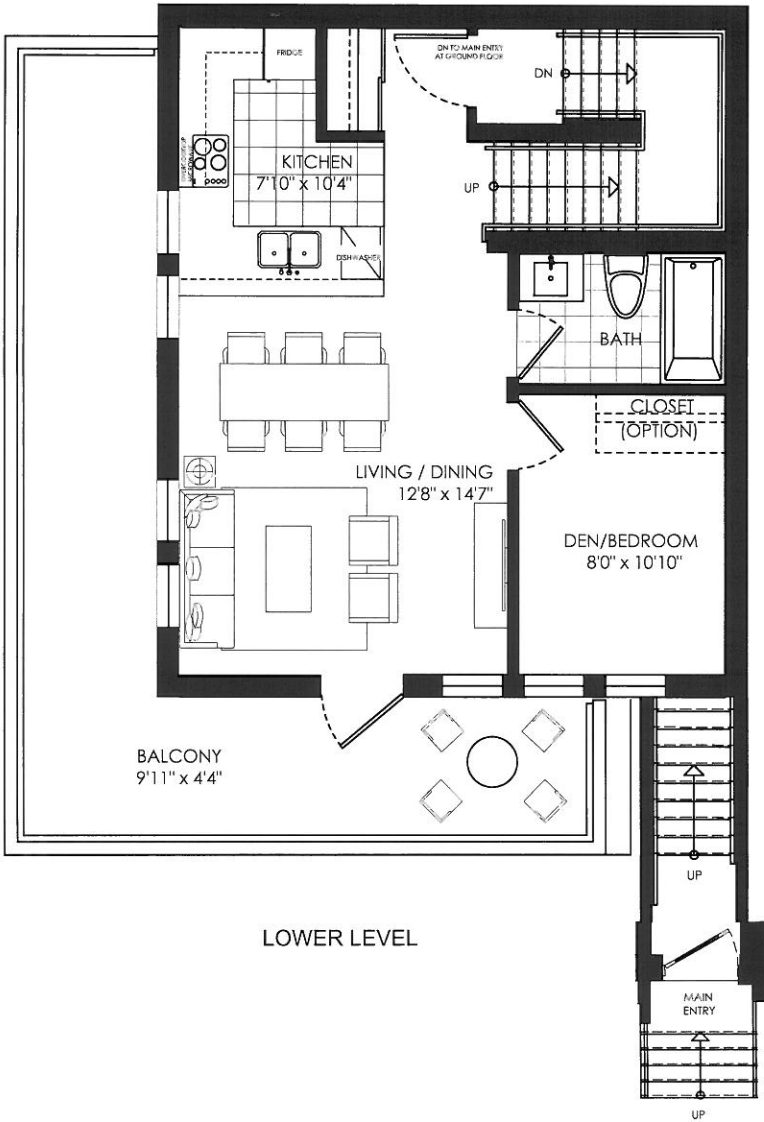 FRIDGE
DN TO MAIN ENTRY
AT GROUND FLOOR
DN
KITCHEN
7'10" x 10'4"
UP
DISHWASHER
BATH
CLOSET
(OPTION)
LIVING / DINING
12'8" x 14'7"
DEN/BEDROOM
8'0" x 10'10"
BALCONY
9'11" x 4'4"
UP
LOWER LEVEL
MAIN
ENTRY
UP